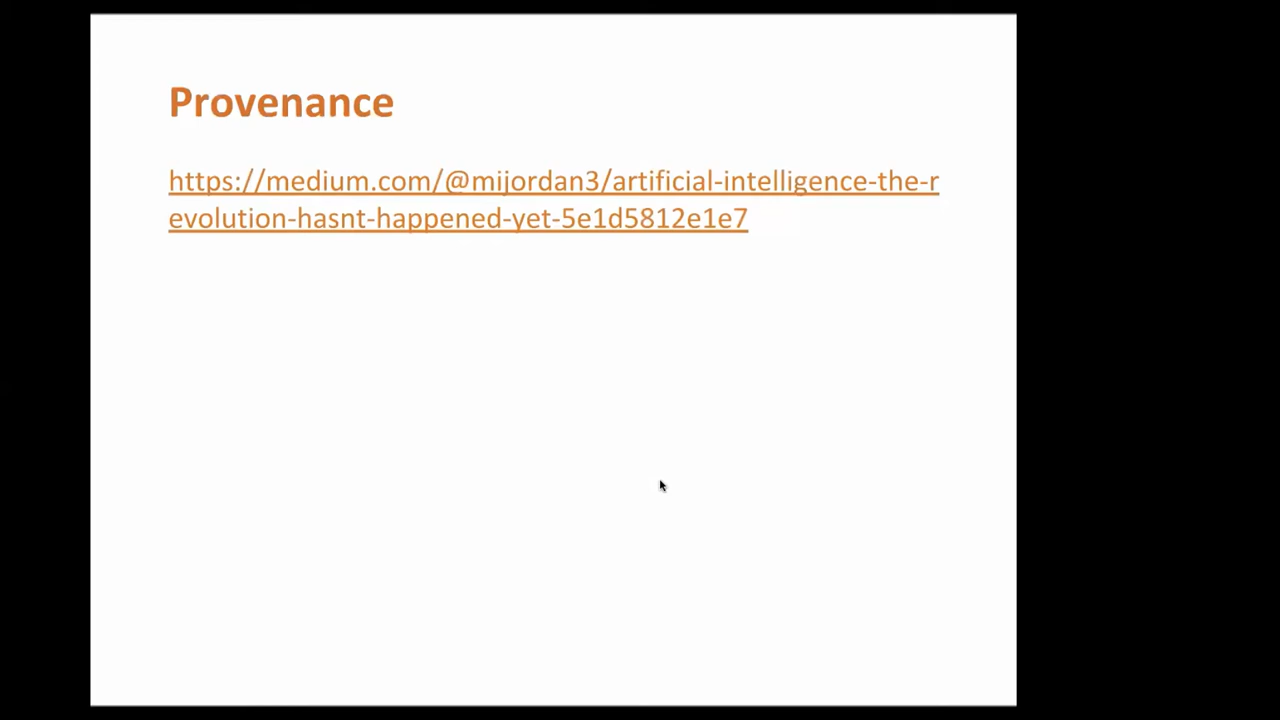 Provenance
https://medium.com/@mijordan3/artificial-intelligence-the-r
evolution-hasnt-happened-yet-5e1d5812e1e7